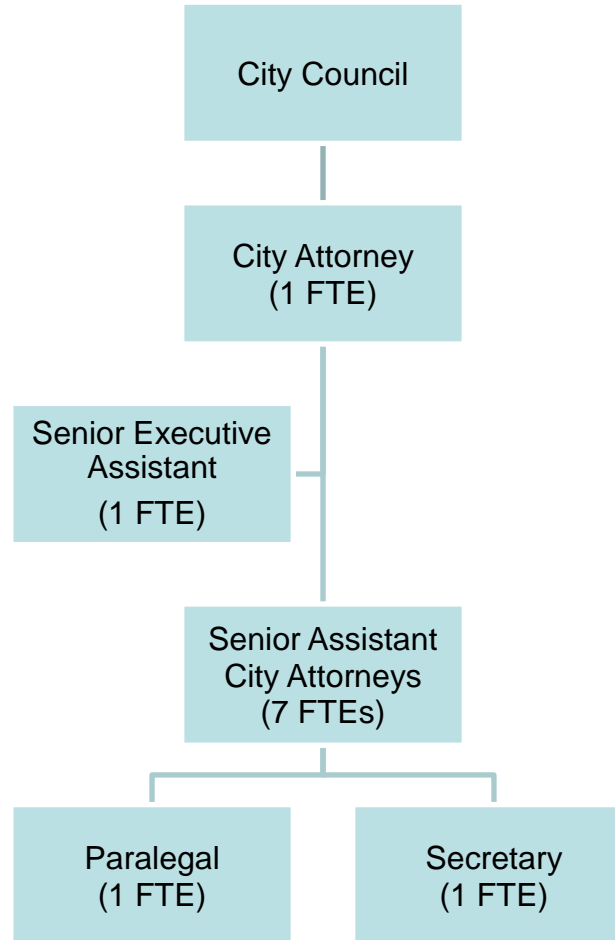 City Council
City Attorney
(1 FTE)
Senior Executive
Assistant
(1 FTE)
Senior Assistant
City Attorneys
(7 FTEs)
Paralegal
(1 FTE)
Secretary
(1 FTE)